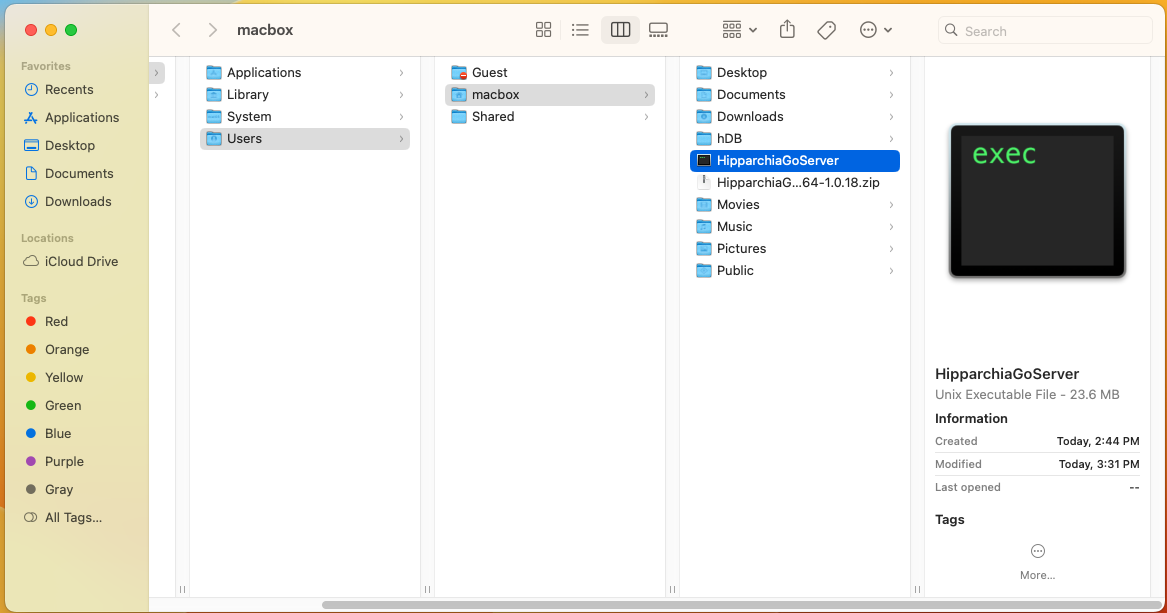 macbox
Search
Favorites
Recents
Applications
Desktop
Documents
Downloads
Locations
iCloud Drive
Tags
Red
Orange
Yellow
Green
Blue
Purple
Gray
All Tags...
Applications
Library
System
Users
Guest
macbox
Shared
Desktop
Documents
Downloads
hDB
HipparchiaGoServer
HipparchiaG...64-1.0.18.zip
Movies
Music
Pictures
Public
exec
HipparchiaGoServer
Unix Executable File - 23.6 MB
Information
Created Today, 2:44 PM
Modified Today, 3:31 PM
Last opened --
Tags
More...